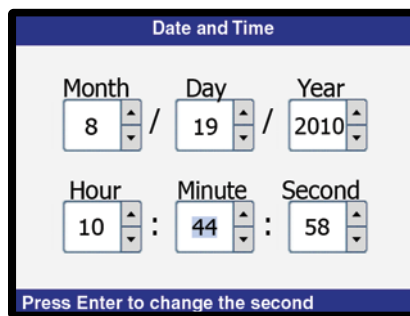 Date and Time
Month Day Year
8 / 19 / 2010
Hour Minute Second
10 : 44 : 58
Press Enter to change the second